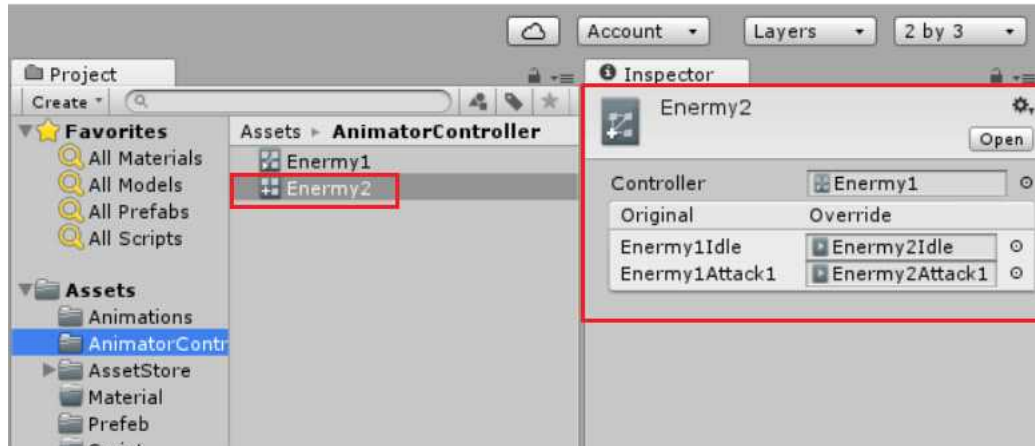 Account
Layers
2 by 3
Project
Create
Favorites
All Materials
All Models
All Prefabs
All Scripts
Assets
Animations
AnimatorContr
AssetStore
Material
Prefeb
Assets ▸ AnimatorController
Enermy1
Enermy2
Inspector
Enermy2
Open
Controller Enermy1
Original Override
Enermy1Idle Enermy2Idle
Enermy1Attack1 Enermy2Attack1